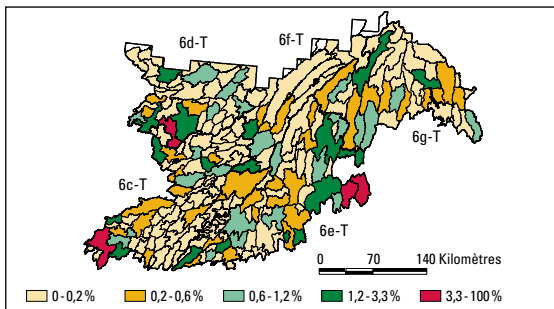 6d-T
6f-T
6g-T
6c-T
6e-T
0 70 140 Kilomètres
0-0,2% 0,2-0,6% 0,6-1,2% 1,2-3,3% 3,3-100%